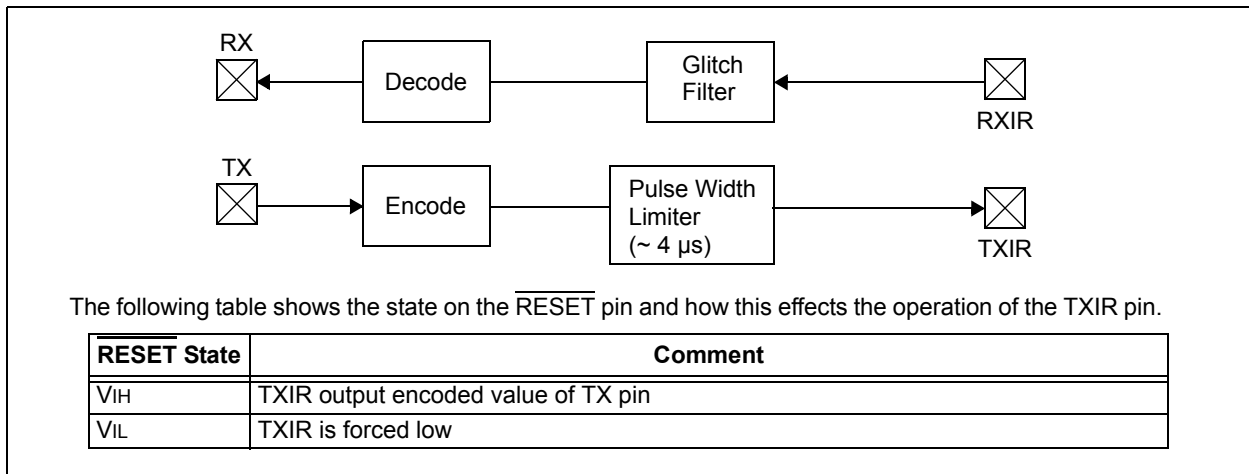 RX
Decode
Glitch
Filter
RXIR
TX
Encode
Pulse Width
Limiter
(~ 4 µs)
TXIR
The following table shows the state on the RESET pin and how this effects the operation of the TXIR pin.
RESET State Comment
VIH TXIR output encoded value of TX pin
VIL TXIR is forced low